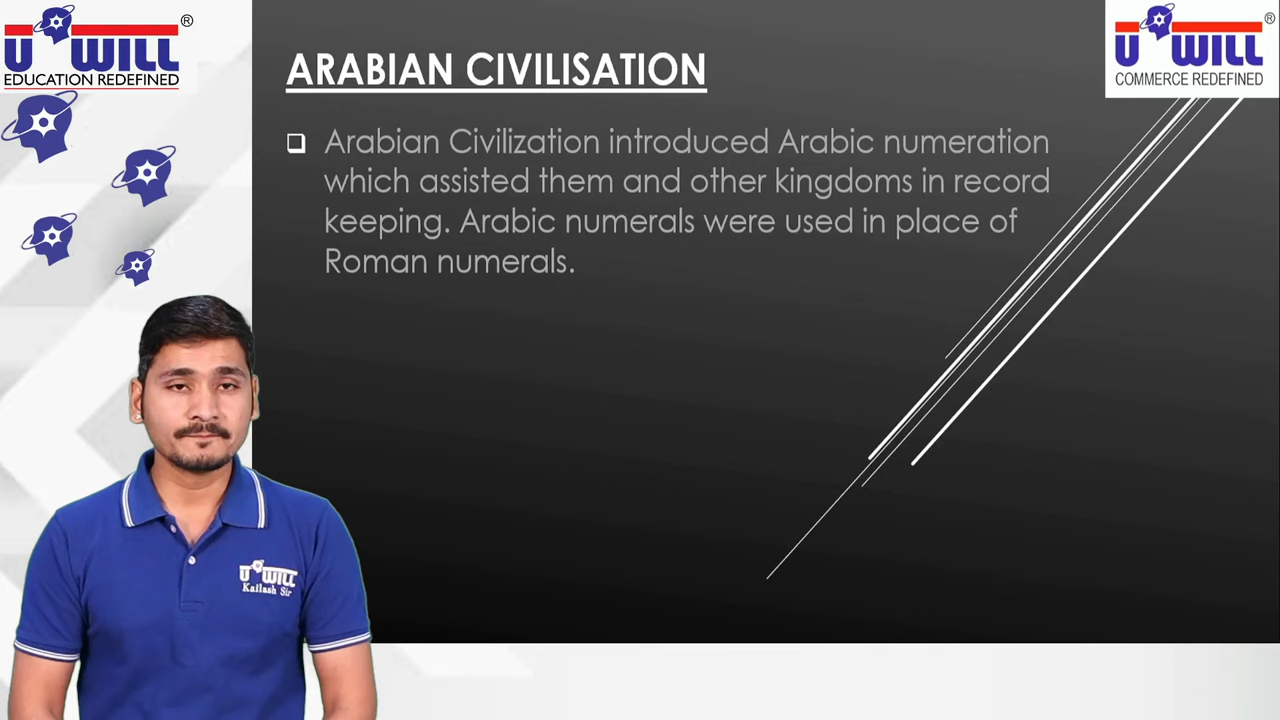 U WILL®
EDUCATION REDEFINED
U WILL®
COMMERCE REDEFINED
ARABIAN CIVILISATION
Arabian Civilization introduced Arabic numeration
which assisted them and other kingdoms in record
keeping. Arabic numerals were used in place of
Roman numerals.
U WILL
Kailash Sir